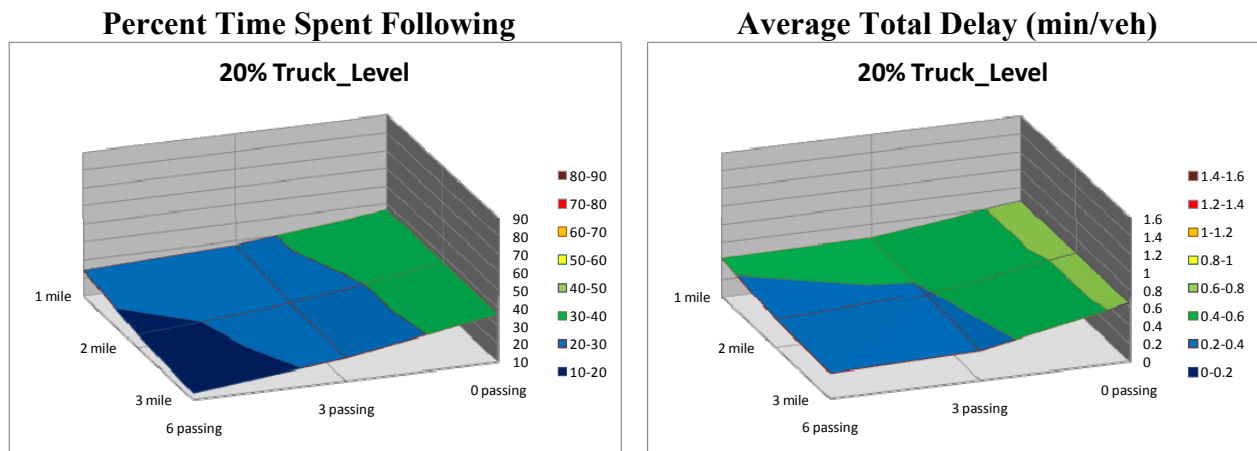 Percent Time Spent Following
20% Truck_Level
1 mile
2 mile
3 mile
6 passing
3 passing
0 passing
90
80
70
60
50
40
30
20
10
80-90
70-80
60-70
50-60
40-50
30-40
20-30
10-20
Average Total Delay (min/veh)
20% Truck_Level
1 mile
2 mile
3 mile
6 passing
3 passing
0 passing
1.6
1.4
1.2
1
0.8
0.6
0.4
0.2
0
1.4-1.6
1.2-1.4
1-1.2
0.8-1
0.6-0.8
0.4-0.6
0.2-0.4
0-0.2